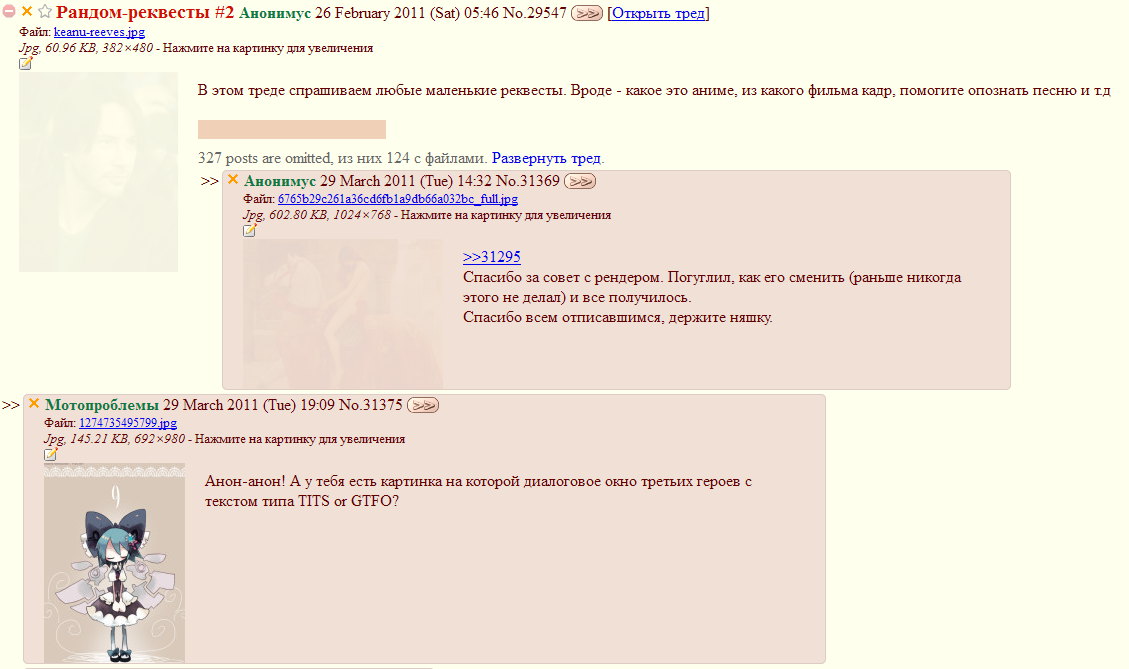 Рандом-реквесты #2 Анонимус 26 February 2011 (Sat) 05:46 No.29547 >> [Открыть тред]
Файл: keanu-reeves.jpg
Jpg, 60.96 KB, 382×480 - Нажмите на картинку для увеличения
В этом треде спрашиваем любые маленькие реквесты. Вроде - какое это аниме, из какого фильма кадр, помогите опознать песню и т.д
327 posts are omitted, из них 124 с файлами. Развернуть тред.
>> Анонимус 29 March 2011 (Tue) 14:32 No.31369 >>
Файл: 6765b29c261a36cd6fb1a9db66a032bc_full.jpg
Jpg, 602.80 KB, 1024×768 - Нажмите на картинку для увеличения
>>31295
Спасибо за совет с рендером. Погуглил, как его сменить (раньше никогда
этого не делал) и все получилось.
Спасибо всем отписавшимся, держите няшку.
>> Мотопроблемы 29 March 2011 (Tue) 19:09 No.31375 >>
Файл: 1274735495799.jpg
Jpg, 145.21 KB, 692×980 - Нажмите на картинку для увеличения
9
Анон-анон! А у тебя есть картинка на которой диалоговое окно третьих героев с
текстом типа TITS or GTFO?